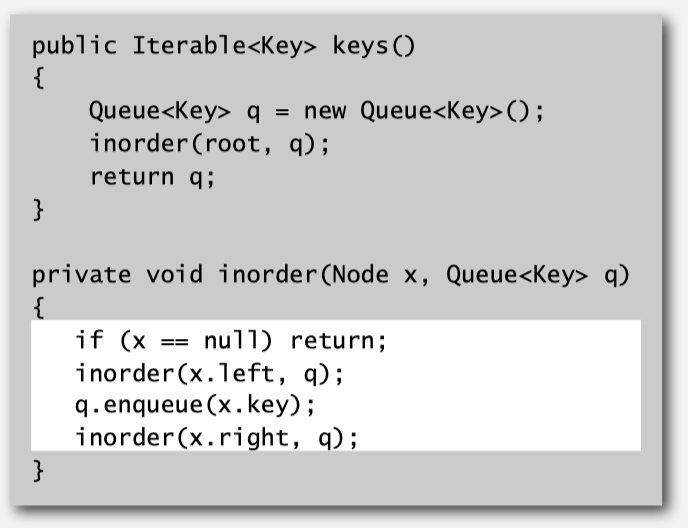 public Iterable<Key> keys()
{
Queue<Key> q = new Queue<Key>();
inorder(root, q);
return q;
}
private void inorder(Node x, Queue<Key> q)
{
if (x == null) return;
inorder(x.left, q);
q.enqueue(x.key);
inorder(x.right, q);
}